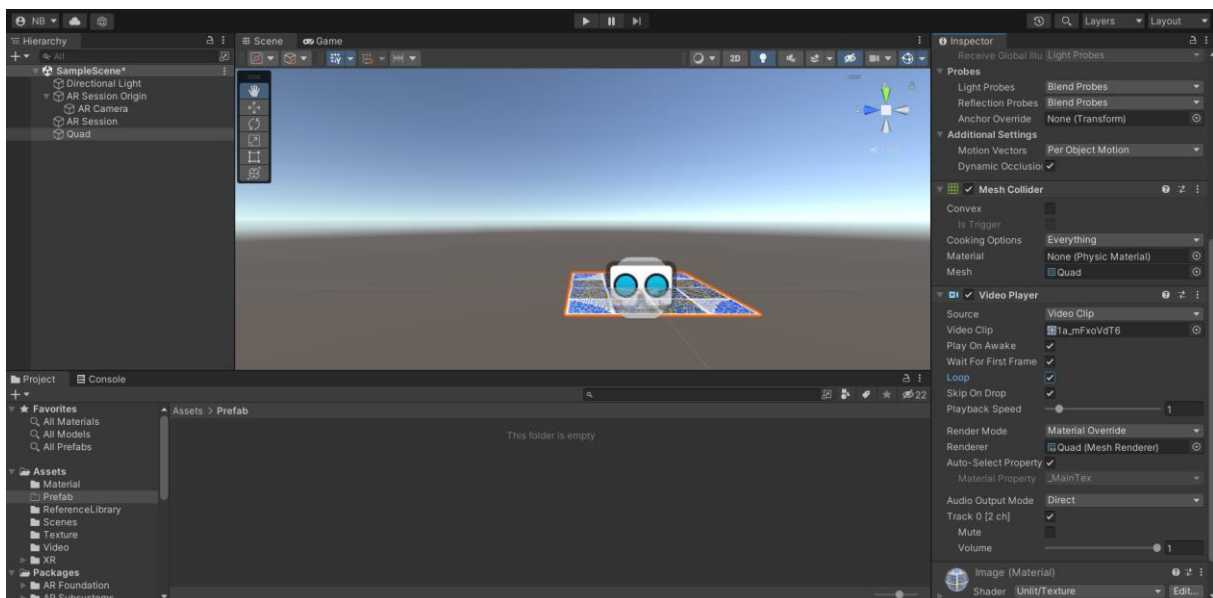 NB
Layers
Layout
Hierarchy
All
SampleScene*
Directional Light
AR Session Origin
AR Camera
AR Session
Quad
Scene
Game
2D
Project
Console
22
Favorites
All Materials
All Models
All Prefabs
Assets
Material
Prefab
ReferenceLibrary
Scenes
Texture
Video
XR
Packages
AR Foundation
AR Subsystems
Assets > Prefab
This folder is empty
Inspector
Receive Global Illu Light Probes
Probes
Light Probes Blend Probes
Reflection Probes Blend Probes
Anchor Override None (Transform)
Additional Settings
Motion Vectors Per Object Motion
Dynamic Occlusio
Mesh Collider
Convex
Is Trigger
Cooking Options Everything
Material None (Physic Material)
Mesh Quad
Video Player
Source Video Clip
Video Clip 1a_mFxoVdT6
Play On Awake
Wait For First Frame
Loop
Skip On Drop
Playback Speed 1
Render Mode Material Override
Renderer Quad (Mesh Renderer)
Auto-Select Property
Material Property _MainTex
Audio Output Mode Direct
Track 0 [2 ch]
Mute
Volume 1
Image (Material)
Shader Unlit/Texture Edit...